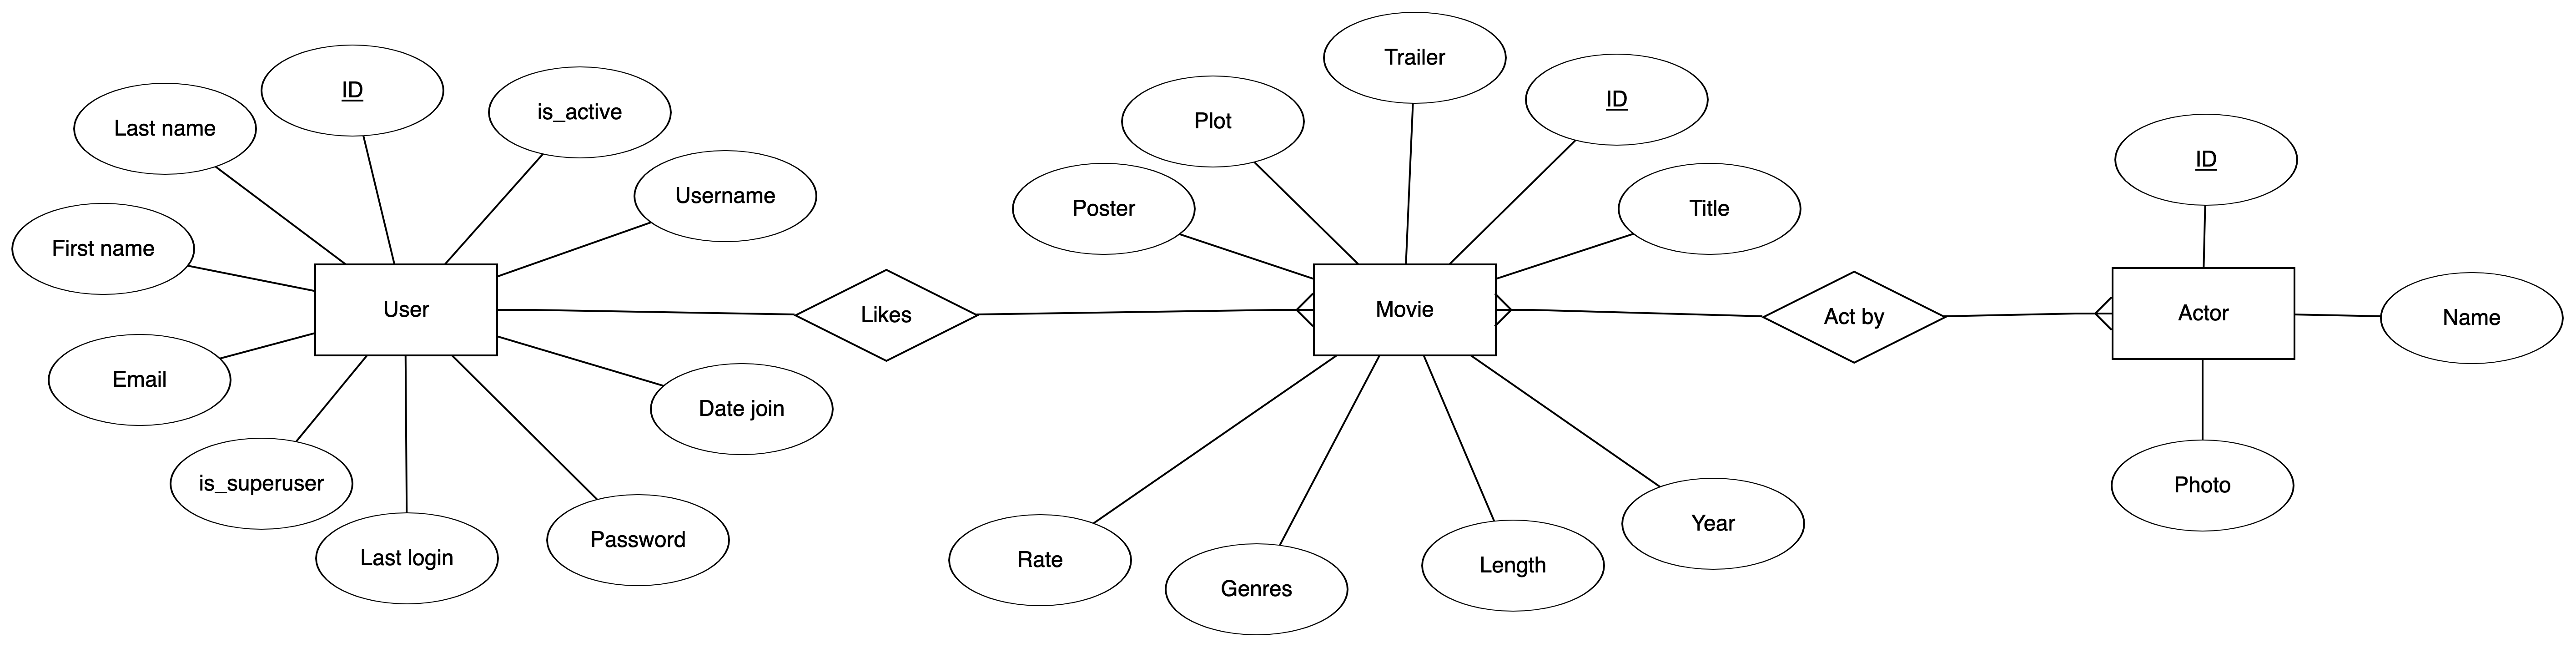 Trailer
ID
is_active
Plot
ID
Last name
ID
Username
Poster
Title
First name
User
Likes
Movie
Act by
Actor
Name
Email
Date join
is_superuser
Photo
Year
Password
Last login
Rate
Length
Genres